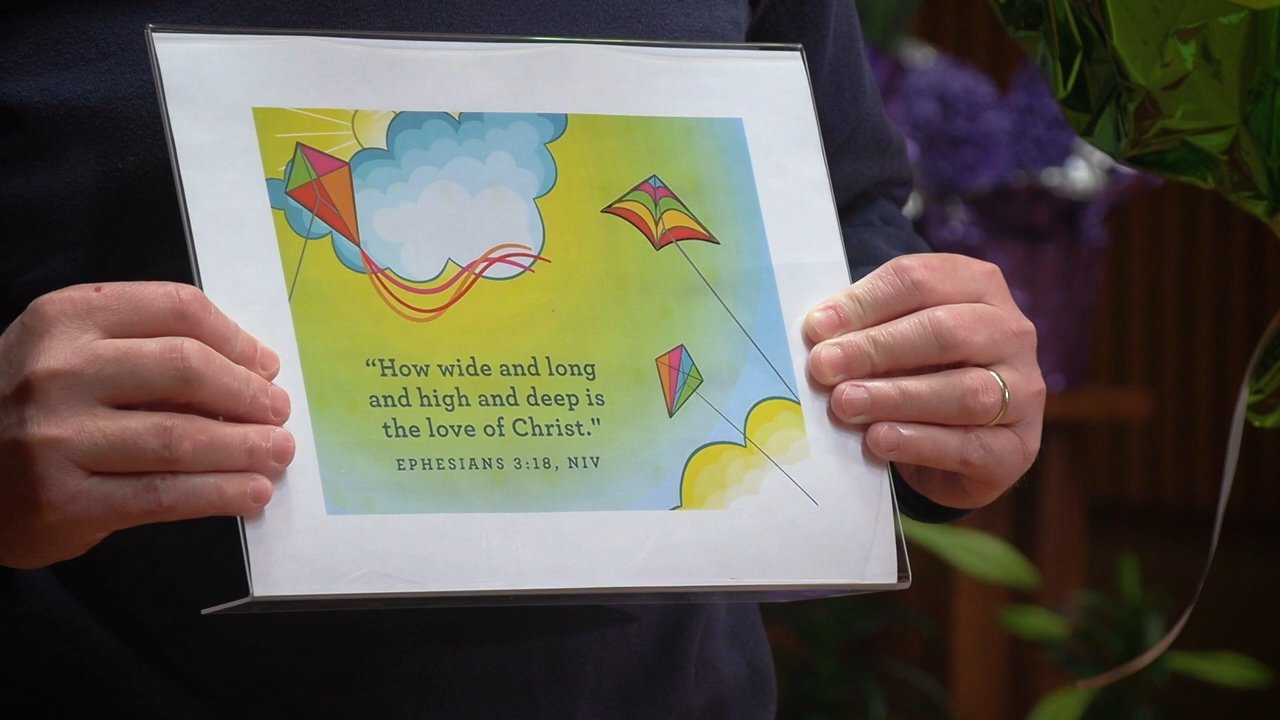 “How wide and long
and high and deep is
the love of Christ."
EPHESIANS 3:18, NIV